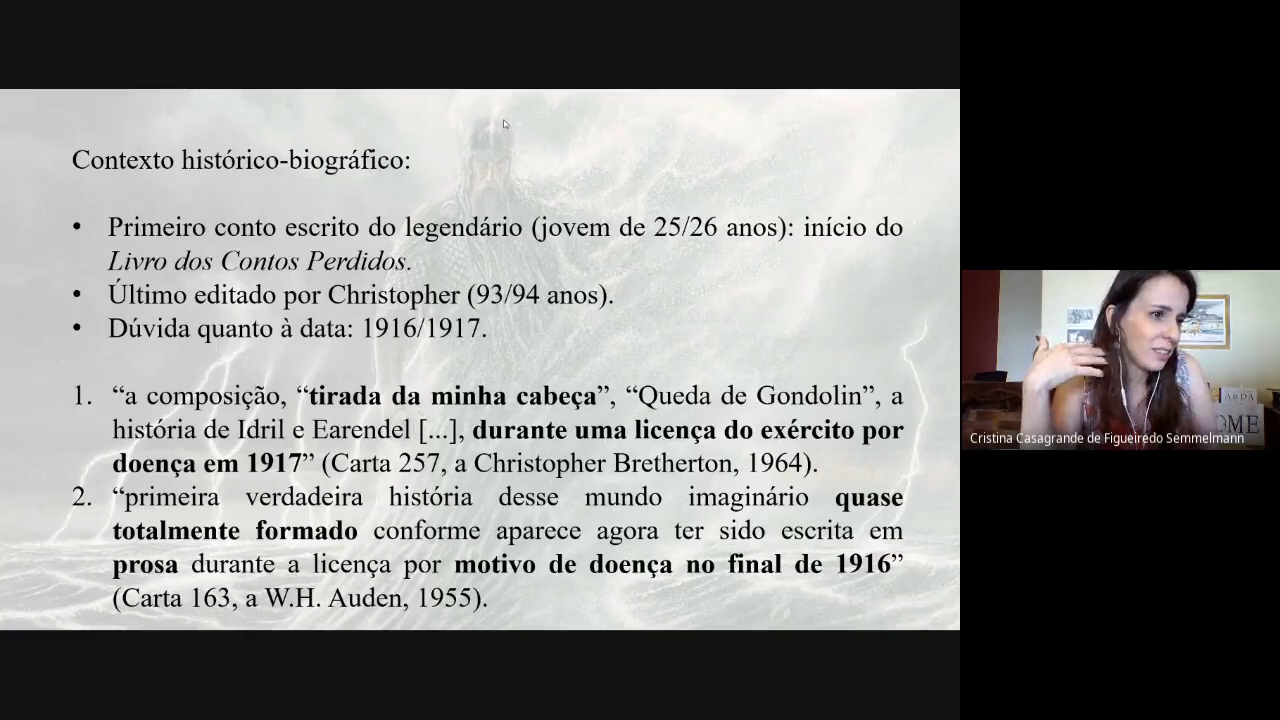 Contexto histórico-biográfico:
• Primeiro conto escrito do legendário (jovem de 25/26 anos): início do
Livro dos Contos Perdidos.
• Último editado por Christopher (93/94 anos).
• Dúvida quanto à data: 1916/1917.
1. “a composição, “tirada da minha cabeça”, “Queda de Gondolin”, a
história de Idril e Earendel [...], durante uma licença do exército por
doença em 1917” (Carta 257, a Christopher Bretherton, 1964).
2. “primeira verdadeira história desse mundo imaginário quase
totalmente formado conforme aparece agora ter sido escrita em
prosa durante a licença por motivo de doença no final de 1916”
(Carta 163, a W.H. Auden, 1955).
ARDA
OME
Cristina Casagrande de Figueiredo Semmelmann